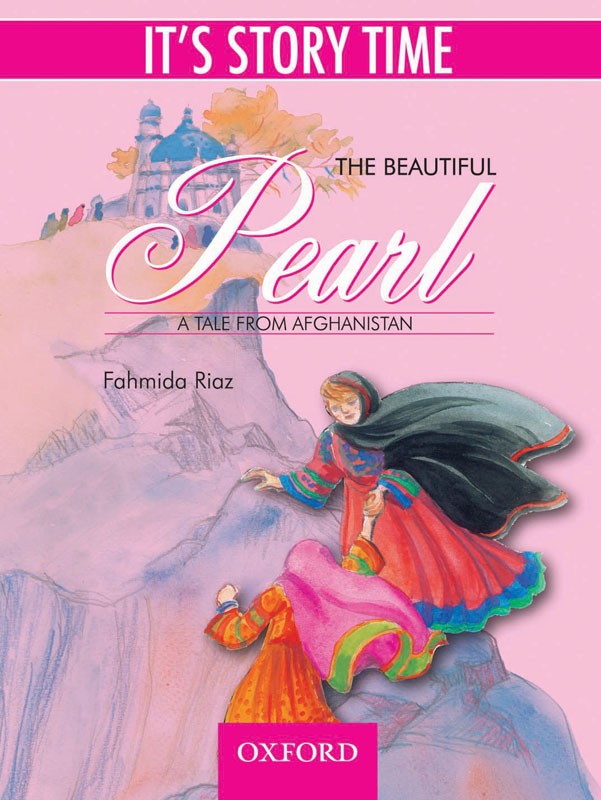 IT'S STORY TIME
THE BEAUTIFUL
Pearl
A TALE FROM AFGHANISTAN
Fahmida Riaz
OXFORD